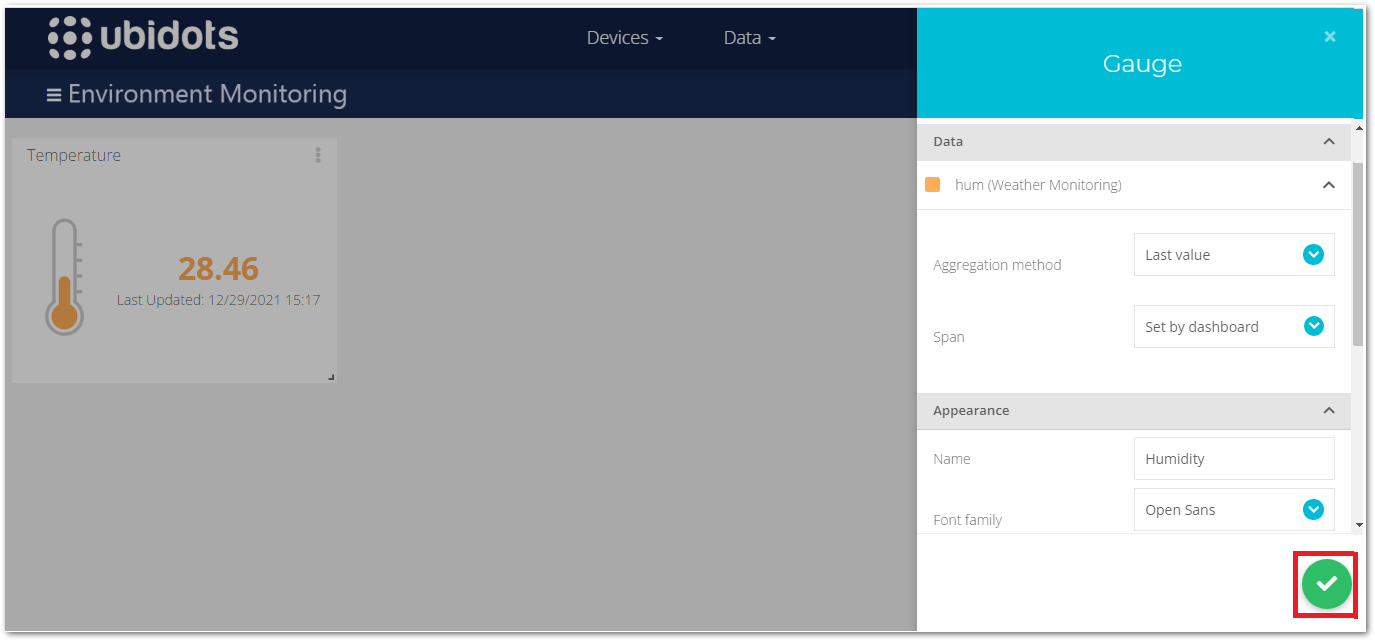 ubidots
Devices
Data
Environment Monitoring
Temperature
28.46
Last Updated: 12/29/2021 15:17
Gauge
Data
hum (Weather Monitoring)
Aggregation method
Last value
Span
Set by dashboard
Appearance
Name
Humidity
Font family
Open Sans